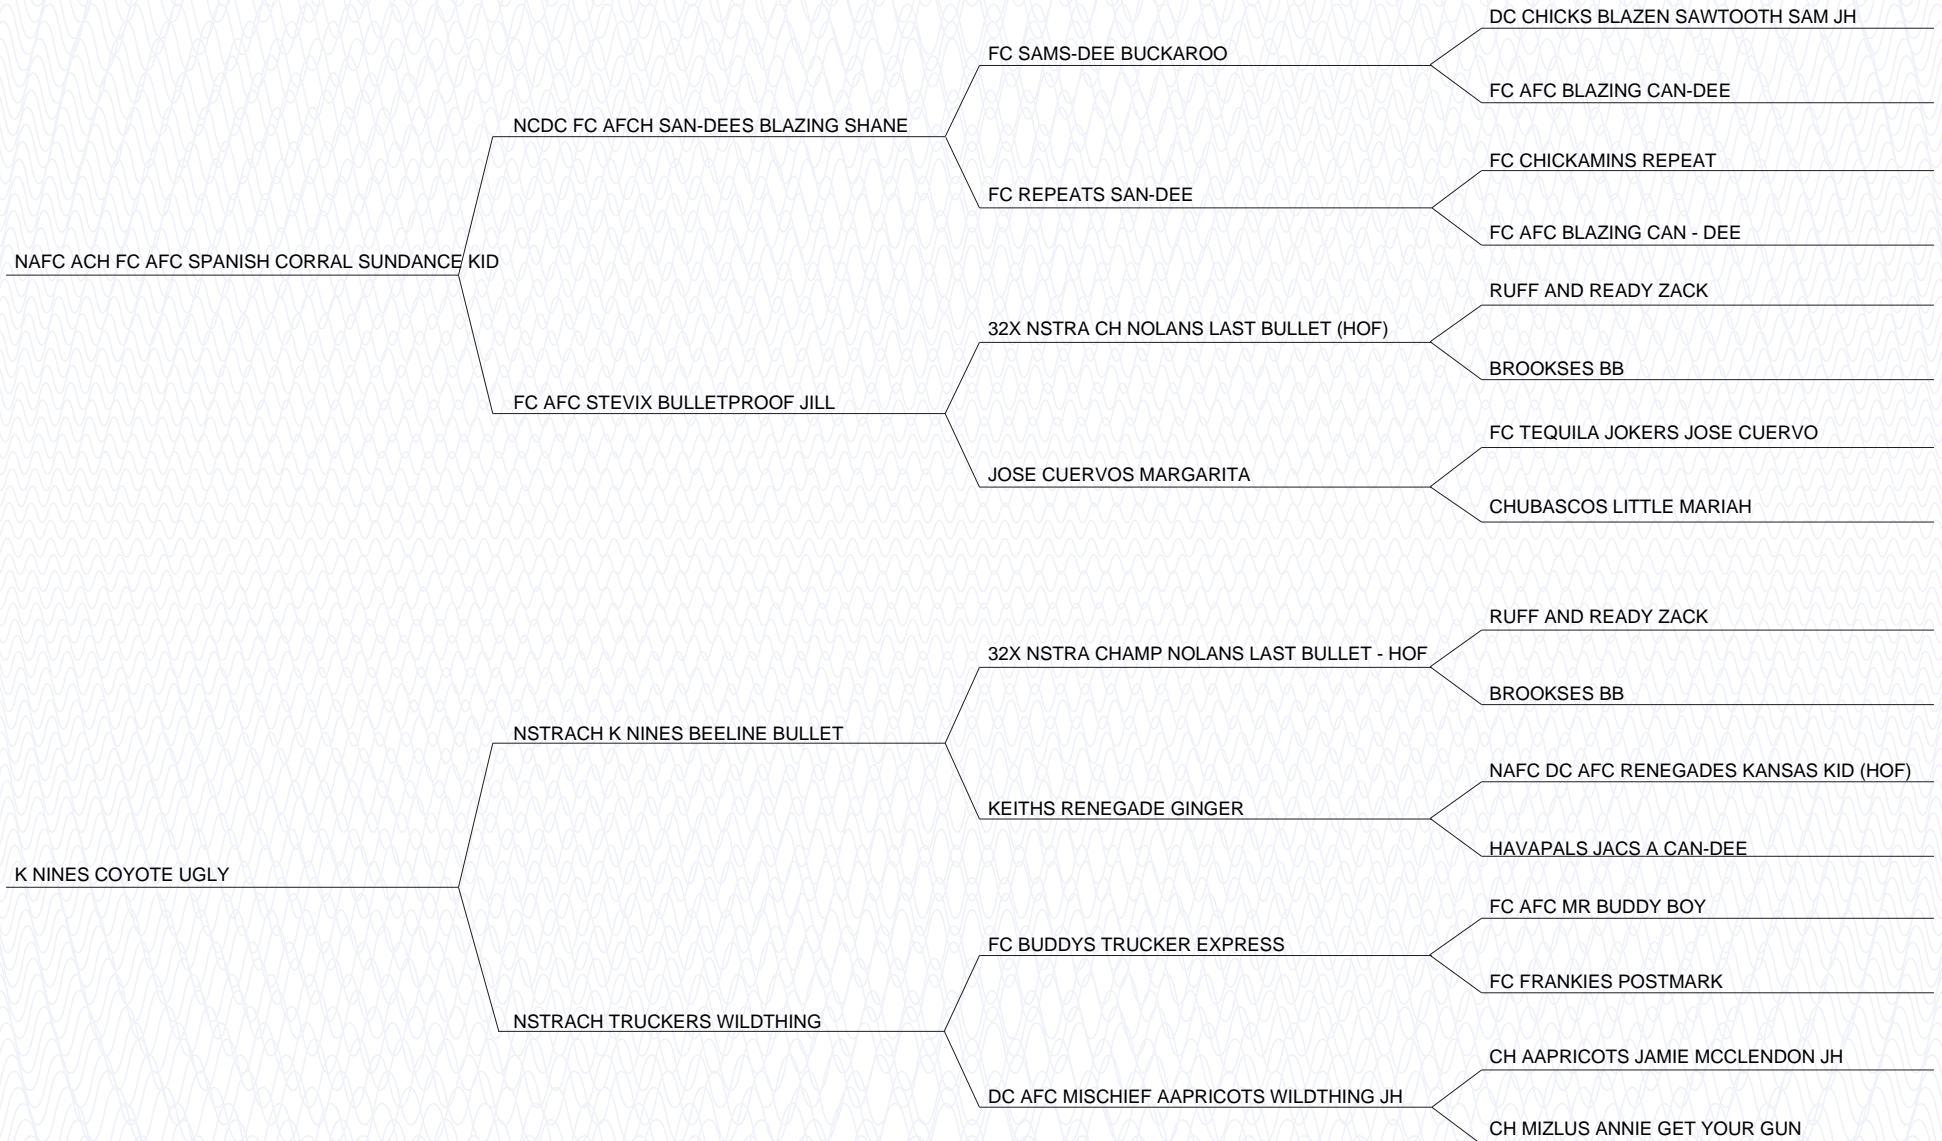 DC CHICKS BLAZEN SAWTOOTH SAM JH
FC SAMS-DEE BUCKAROO
FC AFC BLAZING CAN-DEE
NCDC FC AFCH SAN-DEES BLAZING SHANE
FC CHICKAMINS REPEAT
FC REPEATS SAN-DEE
FC AFC BLAZING CAN - DEE
NAFC ACH FC AFC SPANISH CORRAL SUNDANCE KID
RUFF AND READY ZACK
32X NSTRA CH NOLANS LAST BULLET (HOF)
BROOKSES BB
FC AFC STEVIX BULLETPROOF JILL
FC TEQUILA JOKERS JOSE CUERVO
JOSE CUERVOS MARGARITA
CHUBASCOS LITTLE MARIAH
RUFF AND READY ZACK
32X NSTRA CHAMP NOLANS LAST BULLET - HOF
BROOKSES BB
NSTRACH K NINES BEELINE BULLET
NAFC DC AFC RENEGADES KANSAS KID (HOF)
KEITHS RENEGADE GINGER
HAVAPALS JACS A CAN-DEE
K NINES COYOTE UGLY
FC AFC MR BUDDY BOY
FC BUDDYS TRUCKER EXPRESS
FC FRANKIES POSTMARK
NSTRACH TRUCKERS WILDTHING
CH AAPRICOTS JAMIE MCCLENDON JH
DC AFC MISCHIEF AAPRICOTS WILDTHING JH
CH MIZLUS ANNIE GET YOUR GUN